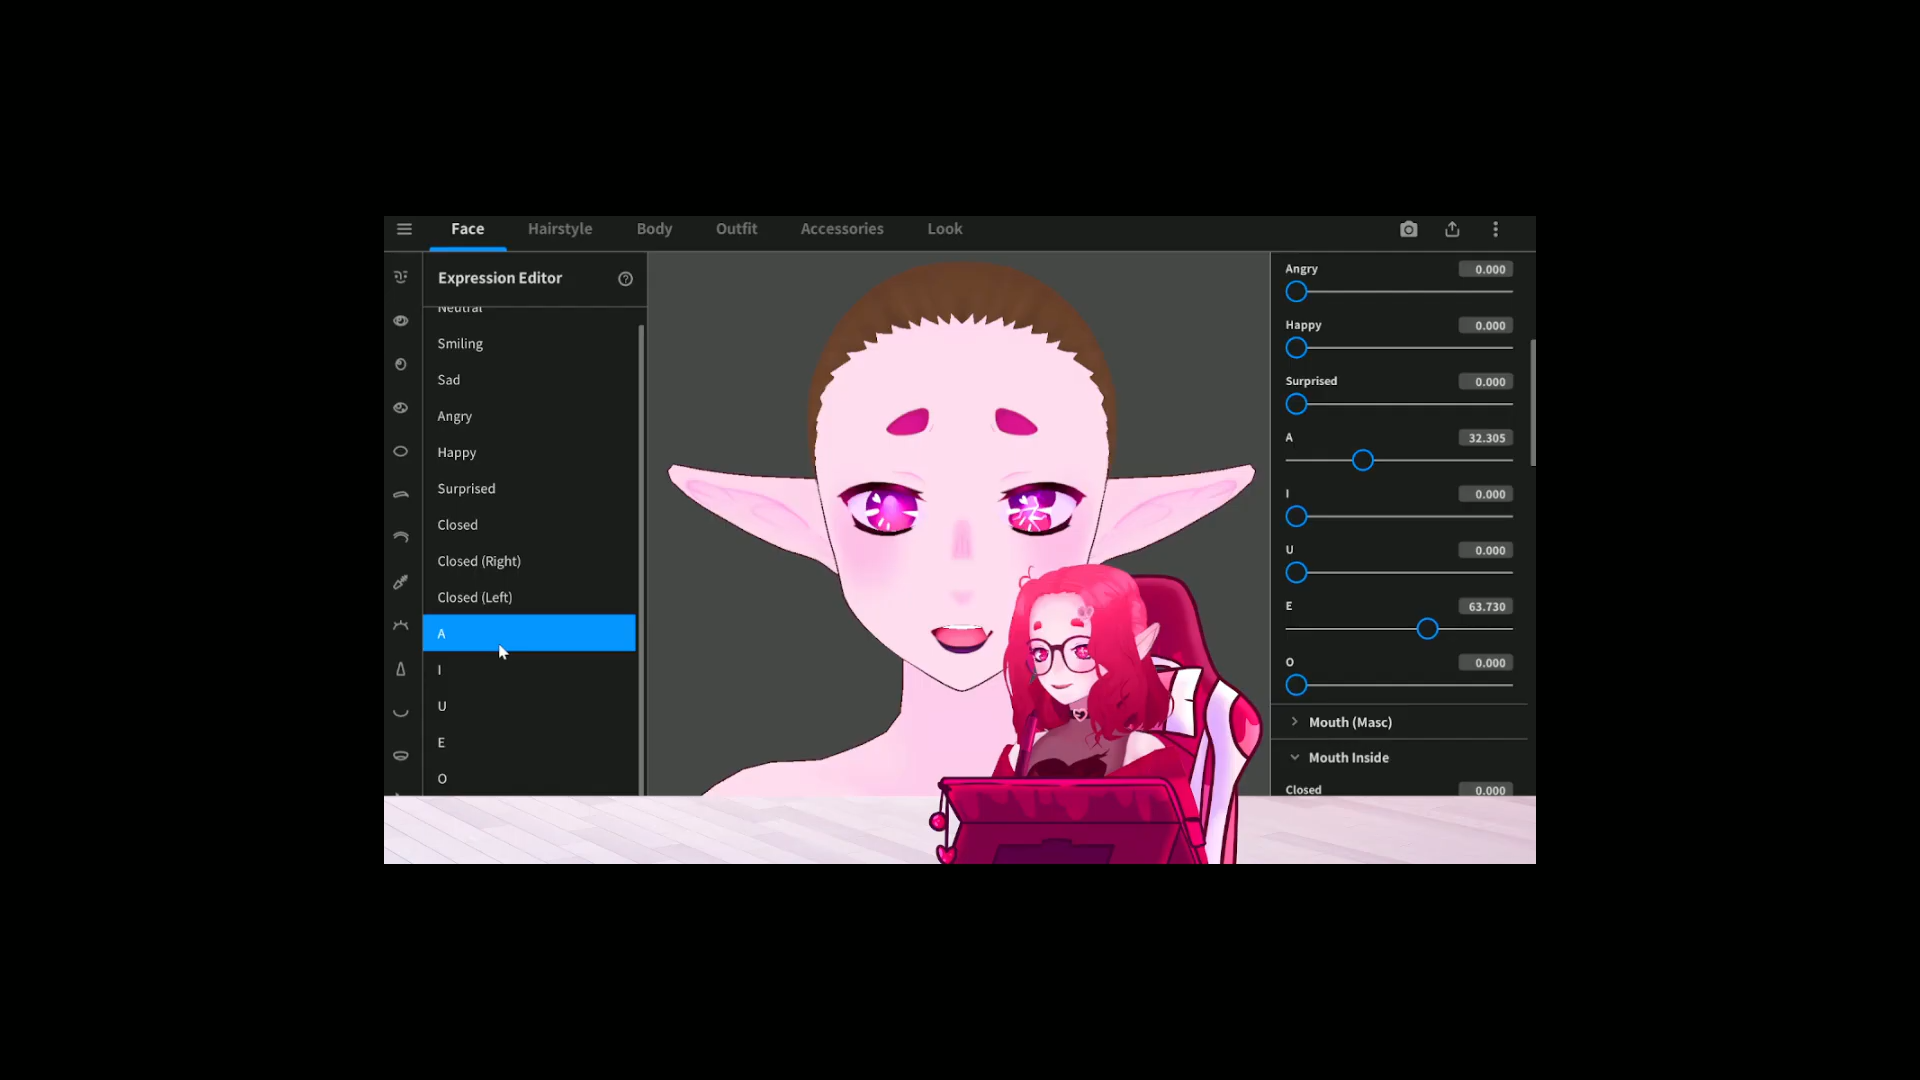 Face Hairstyle Body Outfit Accessories Look
Expression Editor
Neutral
Smiling
Sad
Angry
Happy
Surprised
Closed
Closed (Right)
Closed (Left)
A
I
U
E
O
Angry 0.000
Happy 0.000
Surprised 0.000
A 32.305
I 0.000
U 0.000
E 63.730
O 0.000
Mouth (Masc)
Mouth Inside
Closed 0.000